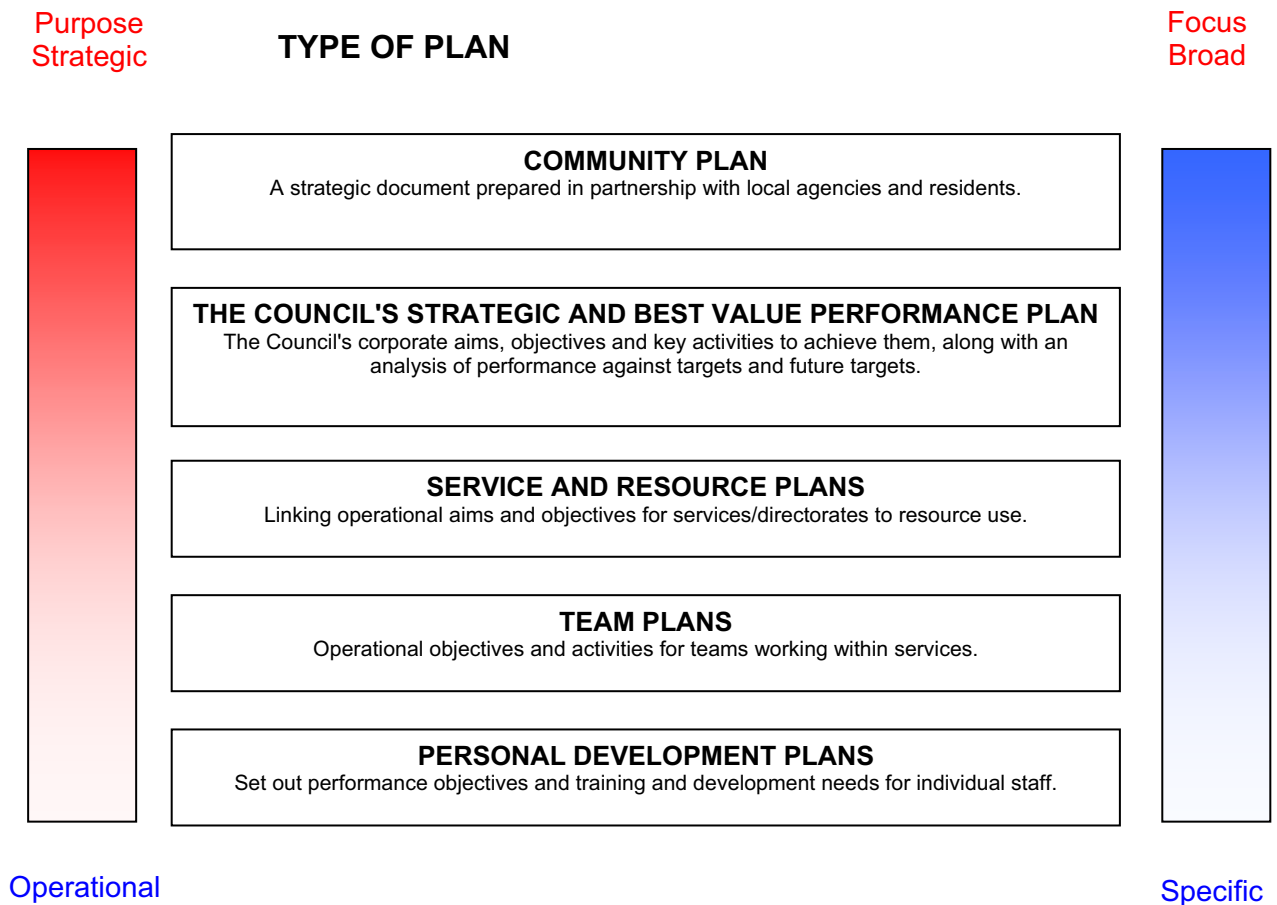 Purpose
Strategic
TYPE OF PLAN
Focus
Broad
COMMUNITY PLAN
A strategic document prepared in partnership with local agencies and residents.
THE COUNCIL'S STRATEGIC AND BEST VALUE PERFORMANCE PLAN
The Council's corporate aims, objectives and key activities to achieve them, along with an
analysis of performance against targets and future targets.
SERVICE AND RESOURCE PLANS
Linking operational aims and objectives for services/directorates to resource use.
TEAM PLANS
Operational objectives and activities for teams working within services.
PERSONAL DEVELOPMENT PLANS
Set out performance objectives and training and development needs for individual staff.
Operational
Specific